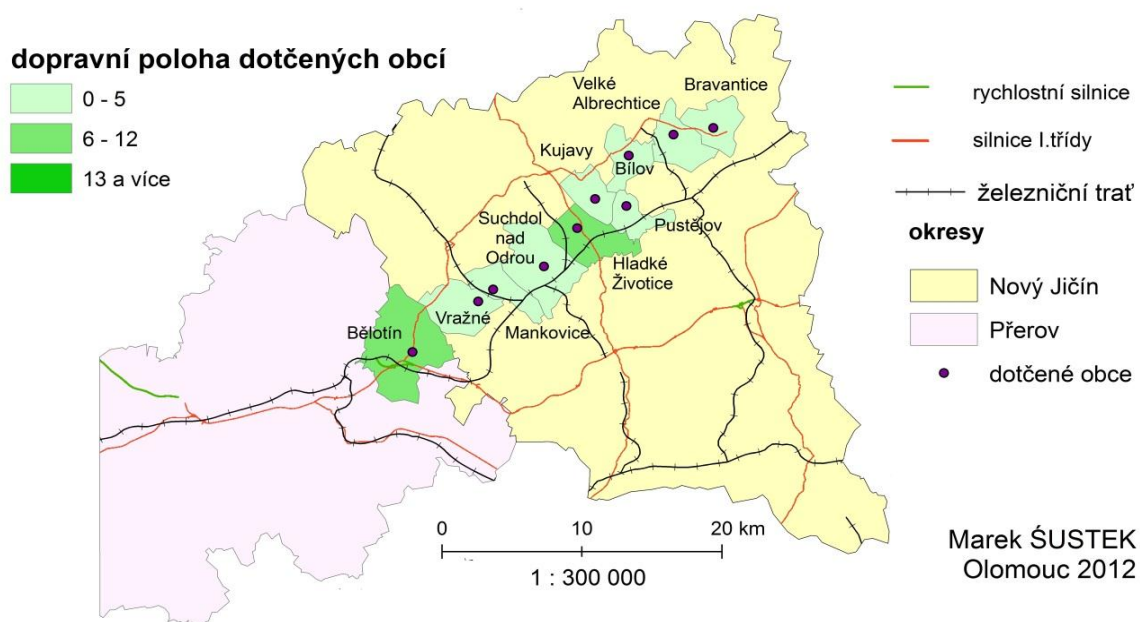 dopravní poloha dotčených obcí
0 - 5
6 - 12
13 a více
Velké
Albrechtice
Bravantice
Kujavy
Bílov
Suchdol
nad
Odrou
Pustějov
Hladké
Životice
Vražné
Mankovice
Bělotín
rychlostní silnice
silnice I.třídy
železniční trať
okresy
Nový Jičín
Přerov
dotčené obce
0
10
20 km
1 : 300 000
Marek ŚUSTEK
Olomouc 2012